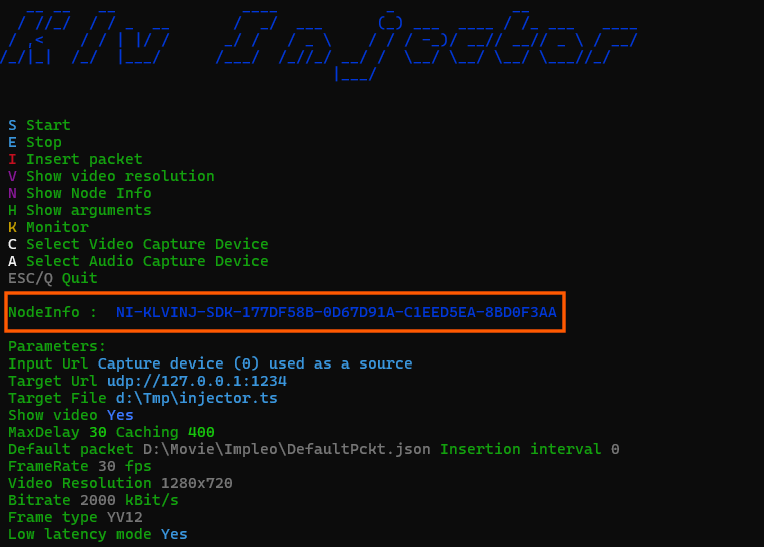 Klv Injector
S Start
E Stop
I Insert packet
V Show video resolution
N Show Node Info
H Show arguments
K Monitor
C Select Video Capture Device
A Select Audio Capture Device
ESC/Q Quit
NodeInfo : NI-KLVINJ-SDK-177DF58B-0D67D91A-C1EED5EA-8BD0F3AA
Parameters:
Input Url Capture device (0) used as a source
Target Url udp://127.0.0.1:1234
Target File d:\Tmp\injector.ts
Show video Yes
MaxDelay 30 Caching 400
Default packet D:\Movie\Impleo\DefaultPckt.json Insertion interval 0
FrameRate 30 fps
Video Resolution 1280x720
Bitrate 2000 kBit/s
Frame type YV12
Low latency mode Yes